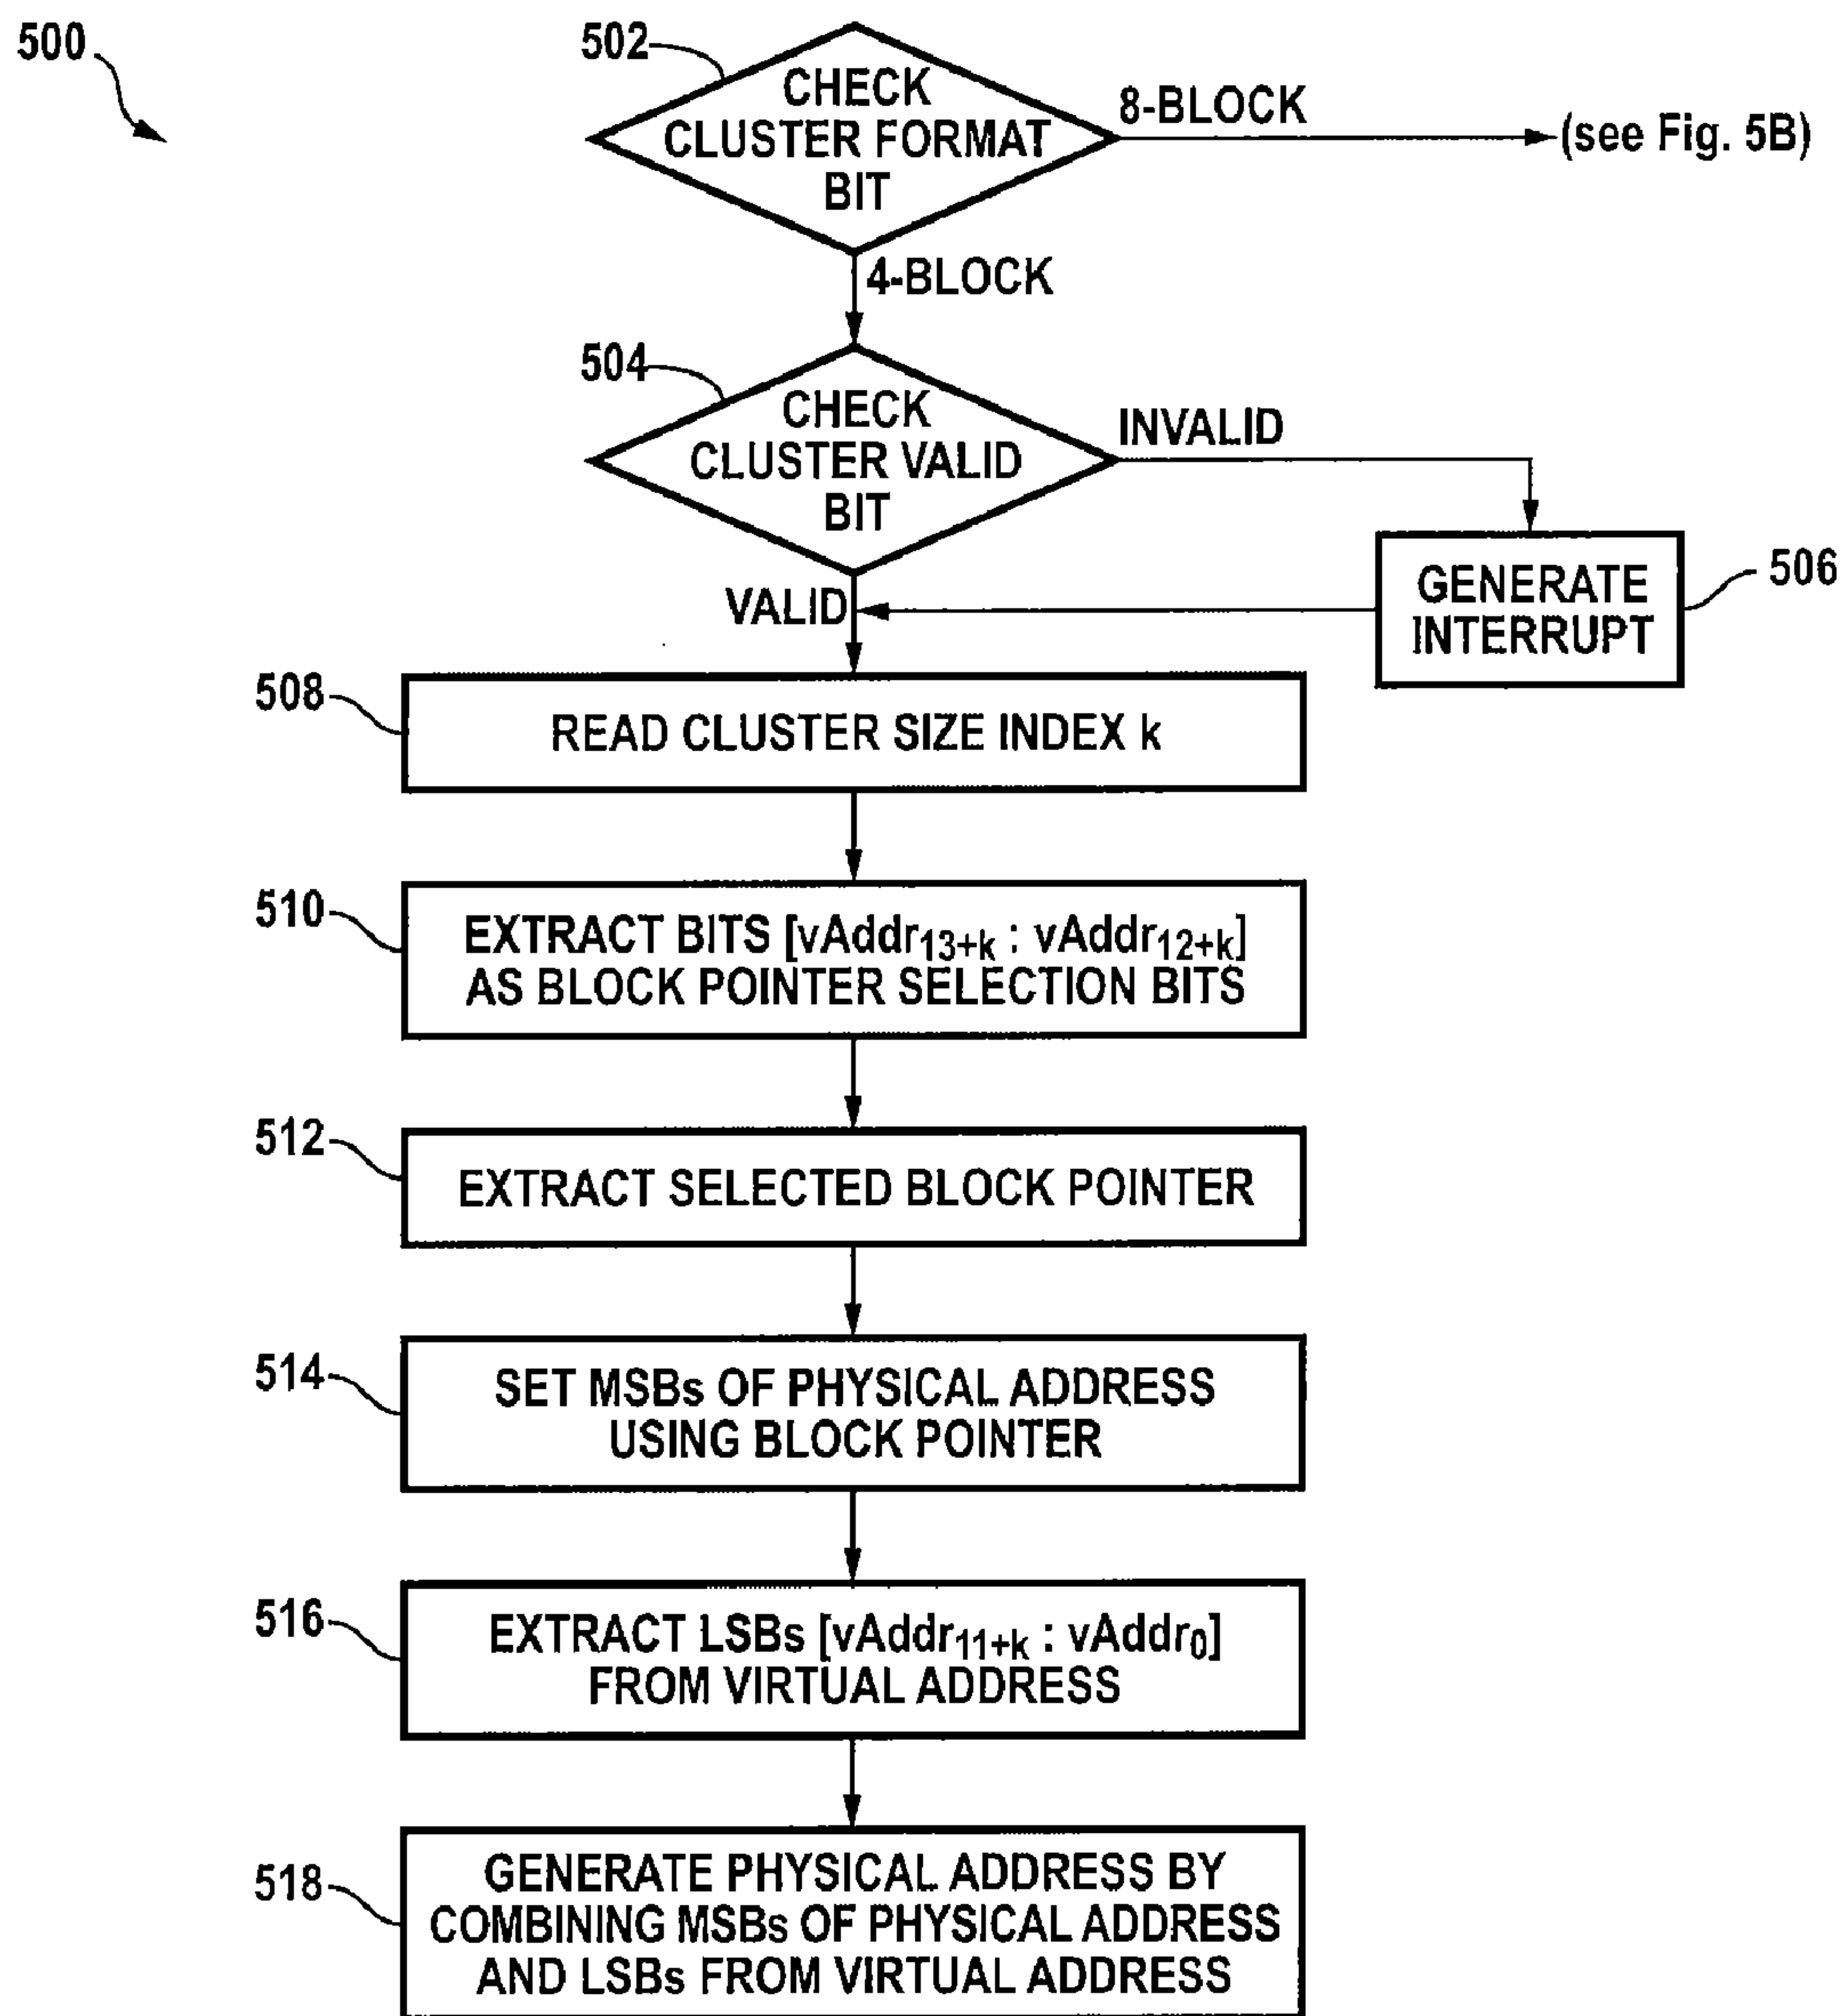 500
502
CHECK
CLUSTER FORMAT
BIT
8-BLOCK
(see Fig. 5B)
4-BLOCK
504
CHECK
CLUSTER VALID
BIT
INVALID
VALID
GENERATE
INTERRUPT
506
508
READ CLUSTER SIZE INDEX k
510
EXTRACT BITS [vAddr13+k : vAddr12+k]
AS BLOCK POINTER SELECTION BITS
512
EXTRACT SELECTED BLOCK POINTER
514
SET MSBs OF PHYSICAL ADDRESS
USING BLOCK POINTER
516
EXTRACT LSBs [vAddr11+k : vAddr0]
FROM VIRTUAL ADDRESS
518
GENERATE PHYSICAL ADDRESS BY
COMBINING MSBs OF PHYSICAL ADDRESS
AND LSBs FROM VIRTUAL ADDRESS